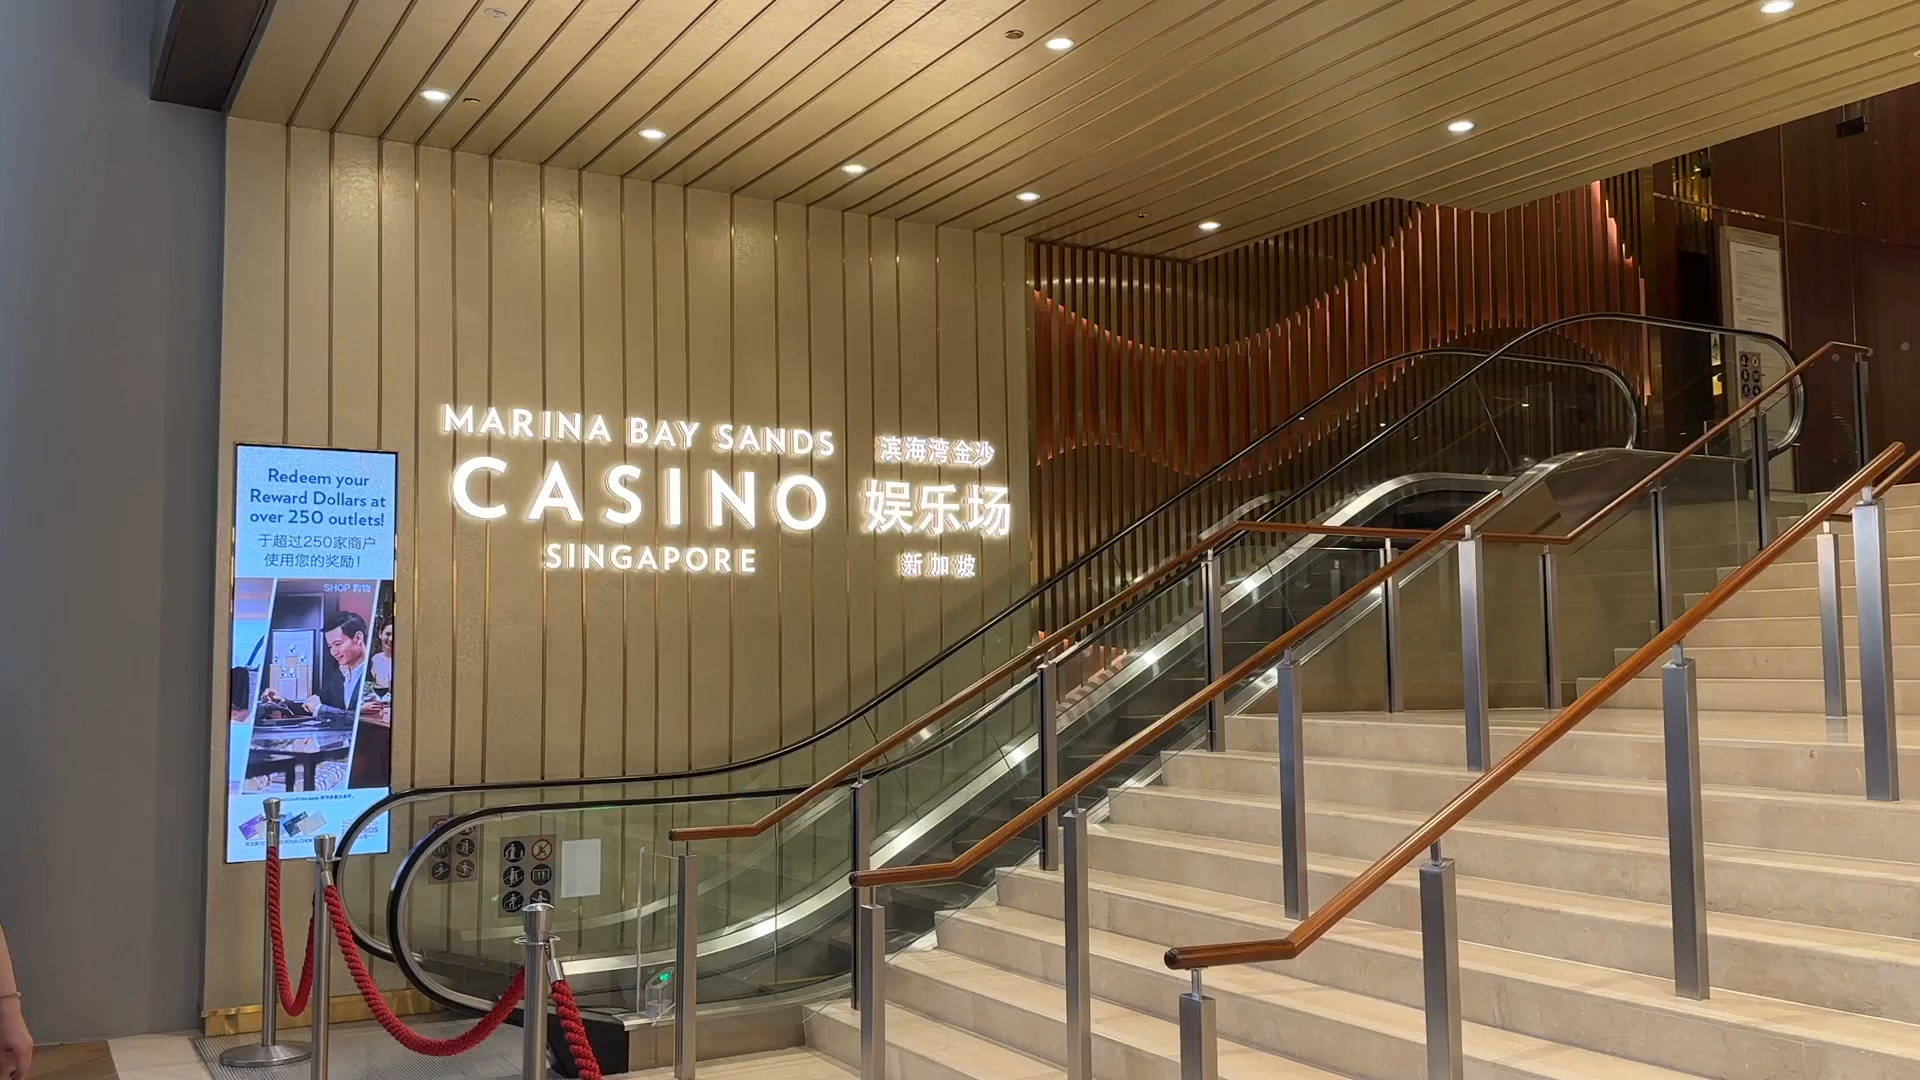 Redeem your
Reward Dollars at
over 250 outlets!
于超过250家商户
使用您的奖励！
SHOP 购物
MARINA BAY SANDS
CASINO
SINGAPORE
滨海湾金沙
娱乐场
新加坡